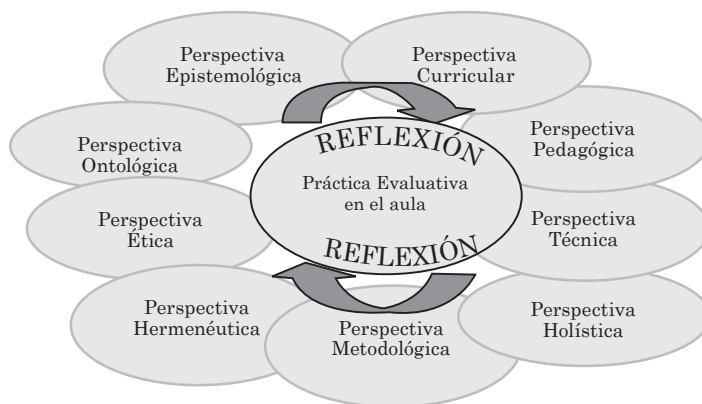 Perspectiva
Epistemológica
Perspectiva
Curricular
Perspectiva
Ontológica
REFLEXIÓN
Perspectiva
Pedagógica
Práctica Evaluativa
en el aula
Perspectiva
Ética
REFLEXIÓN
Perspectiva
Técnica
Perspectiva
Hermenéutica
Perspectiva
Metodológica
Perspectiva
Holística